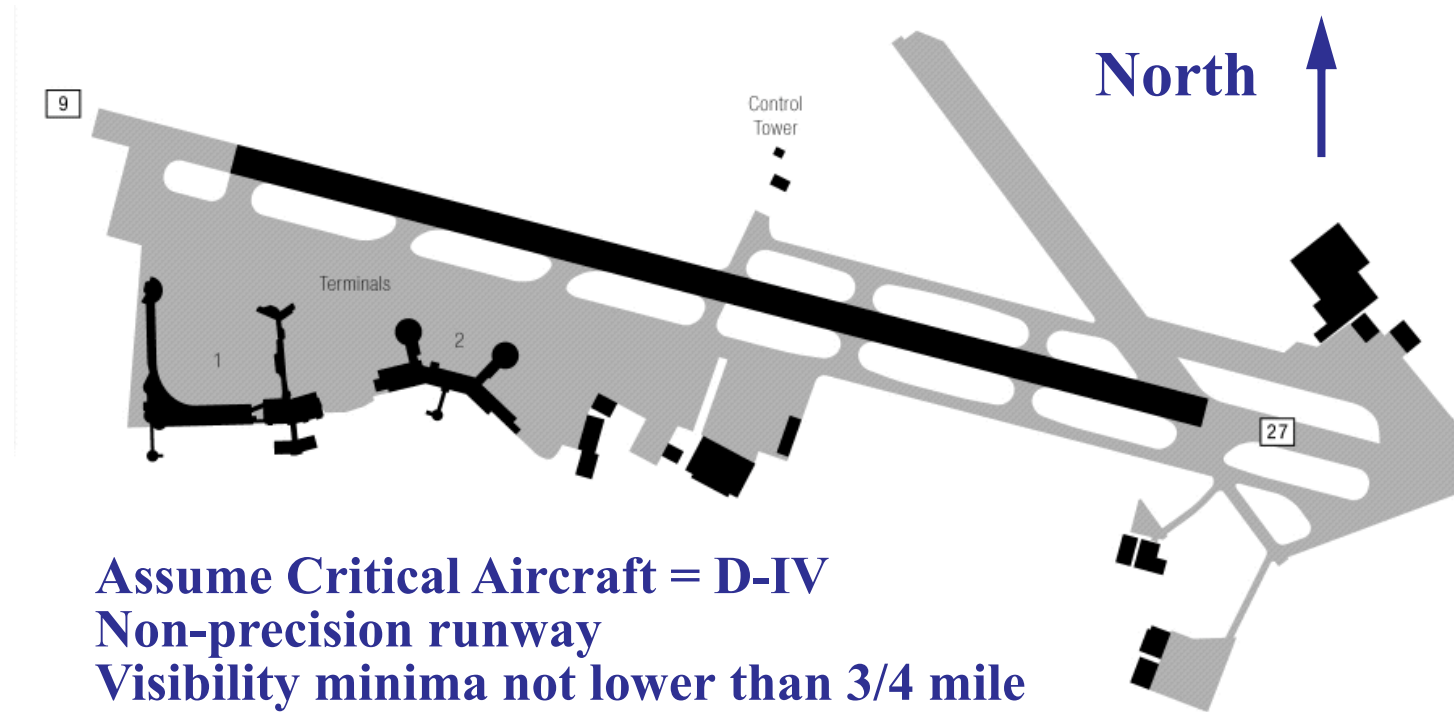 North
9
Control
Tower
Terminals
1
2
27
Assume Critical Aircraft = D-IV
Non-precision runway
Visibility minima not lower than 3/4 mile